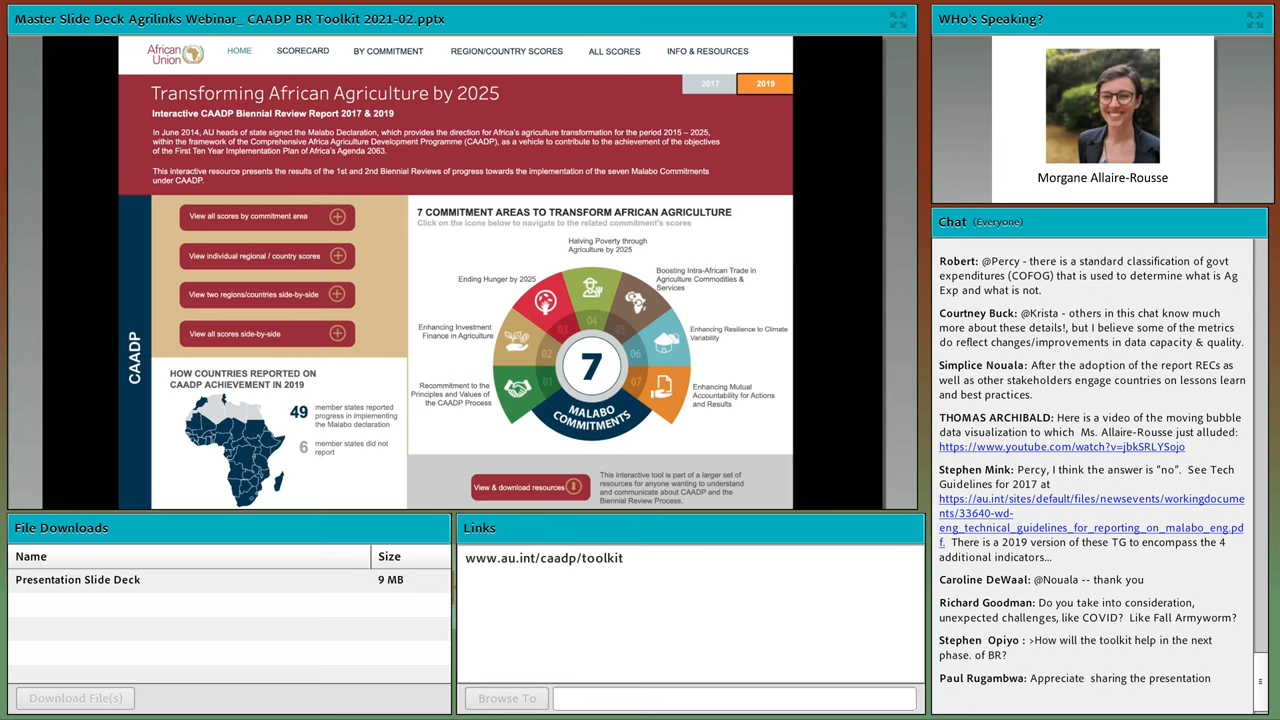 Master Slide Deck Agrilinks Webinar_ CAADP BR Toolkit 2021-02.pptx
African
Union
HOME
SCORECARD
BY COMMITMENT
REGION/COUNTRY SCORES
ALL SCORES
INFO & RESOURCES
2017
2019
Transforming African Agriculture by 2025
Interactive CAADP Biennial Review Report 2017 & 2019
In June 2014, AU heads of state signed the Malabo Declaration, which provides the direction for Africa's agriculture transformation for the period 2015 – 2025,
within the framework of the Comprehensive Africa Agriculture Development Programme (CAADP), as a vehicle to contribute to the achievement of the objectives
of the First Ten Year Implementation Plan of Africa's Agenda 2063.
This interactive resource presents the results of the 1st and 2nd Biennial Reviews of progress towards the implementation of the seven Malabo Commitments
under CAADP.
CAADP
View all scores by commitment area
View individual regional / country scores
View two regions/countries side-by-side
View all scores side-by-side
HOW COUNTRIES REPORTED ON
CAADP ACHIEVEMENT IN 2019
49
member states reported
progress in implementing
the Malabo declaration
6
member states did not
report
7 COMMITMENT AREAS TO TRANSFORM AFRICAN AGRICULTURE
Click on the icons below to navigate to the related commitment's scores
Halving Poverty through
Agriculture by 2025
Ending Hunger by 2025
Boosting Intra-African Trade in
Agriculture Commodities &
Services
Enhancing Investment
Finance in Agriculture
Enhancing Resilience to Climate
Variability
Recommitment to the
Principles and Values of
the CAADP Process
Enhancing Mutual
Accountability for Actions
and Results
01
02
03
04
05
06
07
7
MALABO
COMMITMENTS
View & download resources
This interactive tool is part of a larger set of
resources for anyone wanting to understand
and communicate about CAADP and the
Biennial Review Process.
WHo's Speaking?
Morgane Allaire-Rousse
Chat (Everyone)
Robert: @Percy - there is a standard classification of govt
expenditures (COFOG) that is used to determine what is Ag
Exp and what is not.
Courtney Buck: @Krista - others in this chat know much
more about these details!, but I believe some of the metrics
do reflect changes/improvements in data capacity & quality.
Simplice Nouala: After the adoption of the report RECs as
well as other stakeholders engage countries on lessons learn
and best practices.
THOMAS ARCHIBALD: Here is a video of the moving bubble
data visualization to which Ms. Allaire-Rousse just alluded:
https://www.youtube.com/watch?v=jbkSRLYSojo
Stephen Mink: Percy, I think the answer is "no". See Tech
Guidelines for 2017 at
https://au.int/sites/default/files/newsevents/workingdocume
nts/33640-wd-
eng_technical_guidelines_for_reporting_on_malabo_eng.pd
f. There is a 2019 version of these TG to encompass the 4
additional indicators...
Caroline DeWaal: @Nouala -- thank you
Richard Goodman: Do you take into consideration,
unexpected challenges, like COVID? Like Fall Armyworm?
Stephen Opiyo : >How will the toolkit help in the next
phase. of BR?
Paul Rugambwa: Appreciate sharing the presentation
File Downloads
Name
Size
Presentation Slide Deck
9 MB
Download File(s)
Links
www.au.int/caadp/toolkit
Browse To